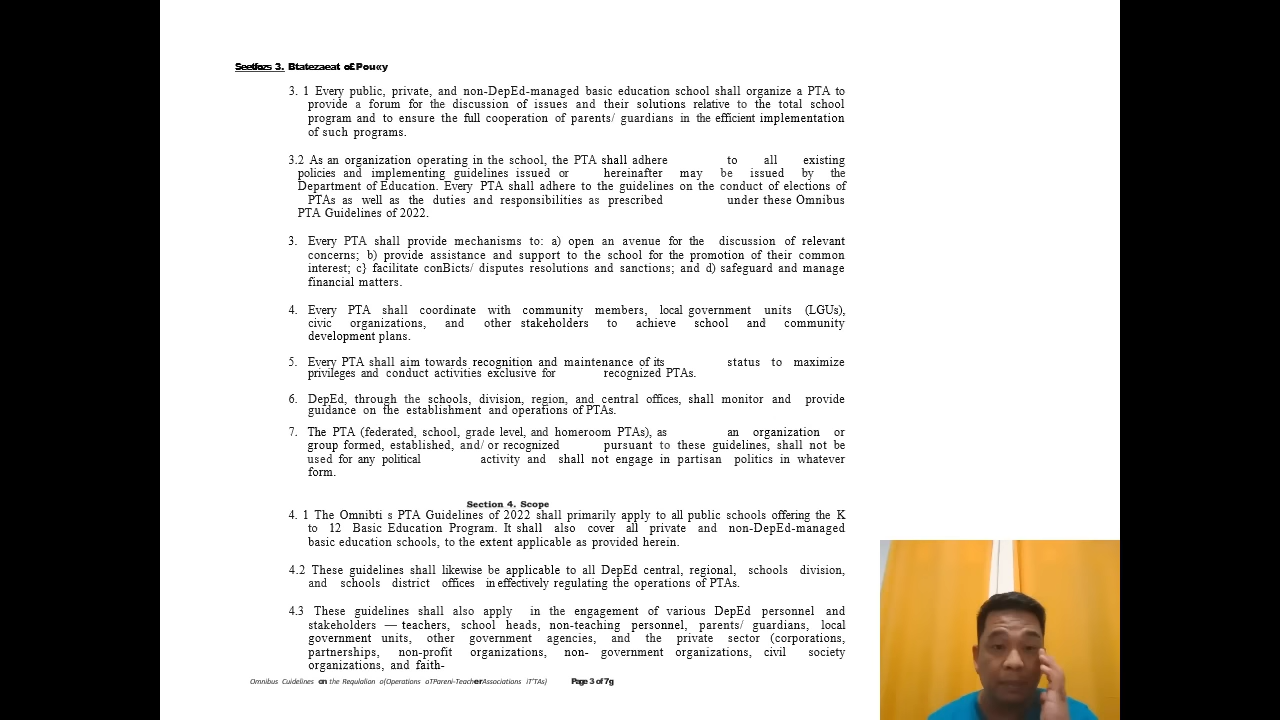 Seetfozs 3. Btatezaeat of Pou«y
3. 1 Every public, private, and non-DepEd-managed basic education school shall organize a PTA to
provide a forum for the discussion of issues and their solutions relative to the total school
program and to ensure the full cooperation of parents/ guardians in the efficient implementation
of such programs.
3.2 As an organization operating in the school, the PTA shall adhere to all existing
policies and implementing guidelines issued or hereinafter may be issued by the
Department of Education. Every PTA shall adhere to the guidelines on the conduct of elections of
PTAs as well as the duties and responsibilities as prescribed under these Omnibus
PTA Guidelines of 2022.
3. Every PTA shall provide mechanisms to: a) open an avenue for the discussion of relevant
concerns; b) provide assistance and support to the school for the promotion of their common
interest; c} facilitate conBicts/ disputes resolutions and sanctions; and d) safeguard and manage
financial matters.
4. Every PTA shall coordinate with community members, local government units (LGUs),
civic organizations, and other stakeholders to achieve school and community
development plans.
5. Every PTA shall aim towards recognition and maintenance of its status to maximize
privileges and conduct activities exclusive for recognized PTAs.
6. DepEd, through the schools, division, region, and central offices, shall monitor and provide
guidance on the establishment and operations of PTAs.
7. The PTA (federated, school, grade level, and homeroom PTAs), as an organization or
group formed, established, and/ or recognized pursuant to these guidelines, shall not be
used for any political activity and shall not engage in partisan politics in whatever
form.
Section 4. Scope
4. 1 The Omnibti s PTA Guidelines of 2022 shall primarily apply to all public schools offering the K
to 12 Basic Education Program. It shall also cover all private and non-DepEd-managed
basic education schools, to the extent applicable as provided herein.
4.2 These guidelines shall likewise be applicable to all DepEd central, regional, schools division,
and schools district offices in effectively regulating the operations of PTAs.
4.3 These guidelines shall also apply in the engagement of various DepEd personnel and
stakeholders — teachers, school heads, non-teaching personnel, parents/ guardians, local
government units, other government agencies, and the private sector (corporations,
partnerships, non-profit organizations, non- government organizations, civil society
organizations, and faith-
Omnibus Cuidelines on the Requlalion o(Operations oTPareni-TeacherAssociations iT'TAs) Page 3 of 7g